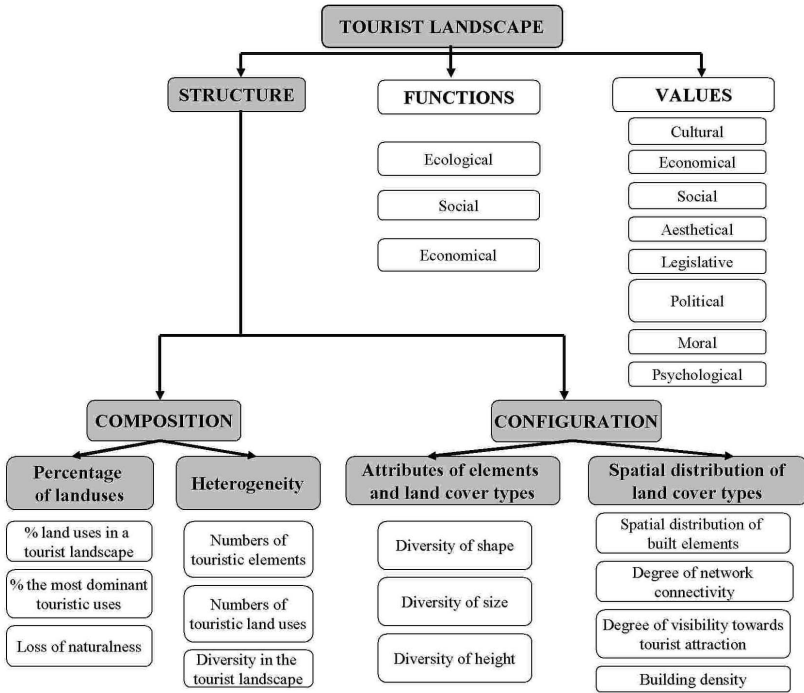 TOURIST LANDSCAPE
STRUCTURE
FUNCTIONS
VALUES
Ecological
Social
Economical
Cultural
Economical
Social
Aesthetical
Legislative
Political
Moral
Psychological
COMPOSITION
CONFIGURATION
Percentage
of landuses
% land uses in a
tourist landscape
% the most dominant
touristic uses
Loss of naturalness
Heterogeneity
Numbers of
touristic elements
Numbers of
touristic land uses
Diversity in the
tourist landscape
Attributes of elements
and land cover types
Diversity of shape
Diversity of size
Diversity of height
Spatial distribution of
land cover types
Spatial distribution of
built elements
Degree of network
connectivity
Degree of visibility towards
tourist attraction
Building density